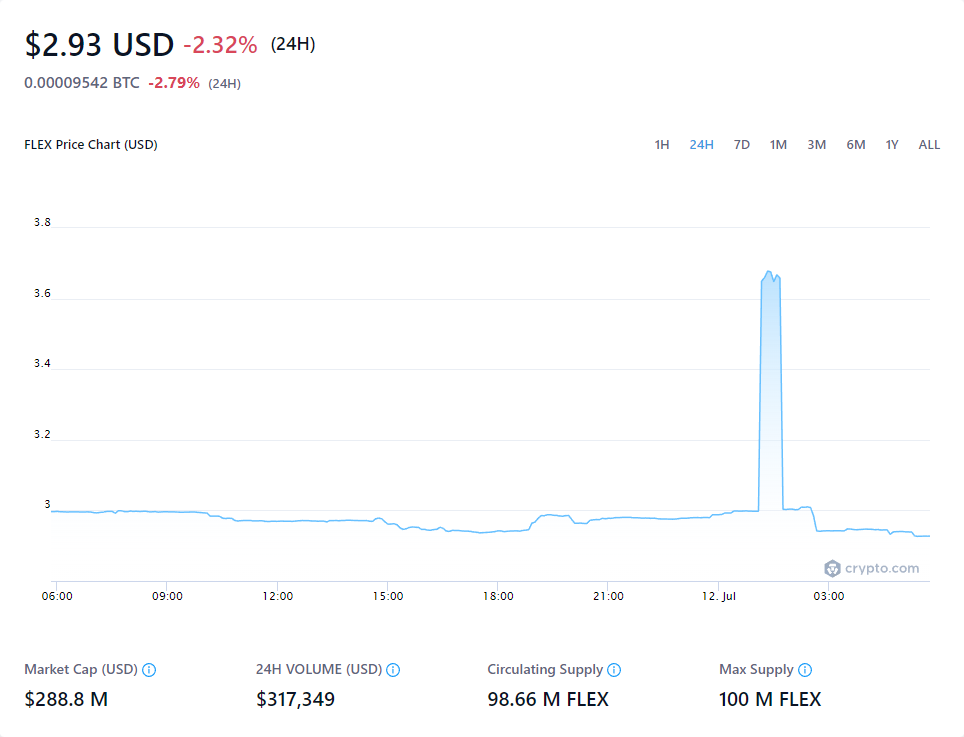 $2.93 USD -2.32% (24H)
0.00009542 BTC -2.79% (24H)
FLEX Price Chart (USD) 1H 24H 7D 1M 3M 6M 1Y ALL
3.8
3.6
3.4
3.2
3
crypto.com
06:00 09:00 12:00 15:00 18:00 21:00 12. Jul 03:00
Market Cap (USD) 24H VOLUME (USD) Circulating Supply Max Supply
$288.8 M $317,349 98.66 M FLEX 100 M FLEX